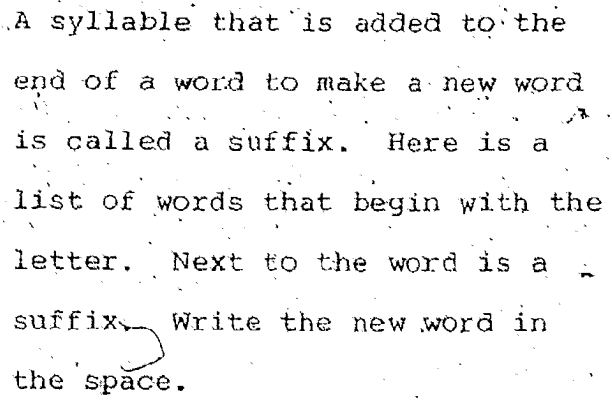 A syllable that is added to the
end of a word to make a new word
is called a suffix. Here is a
list of words that begin with the
letter. Next to the word is a
suffix. Write the new word in
the space.